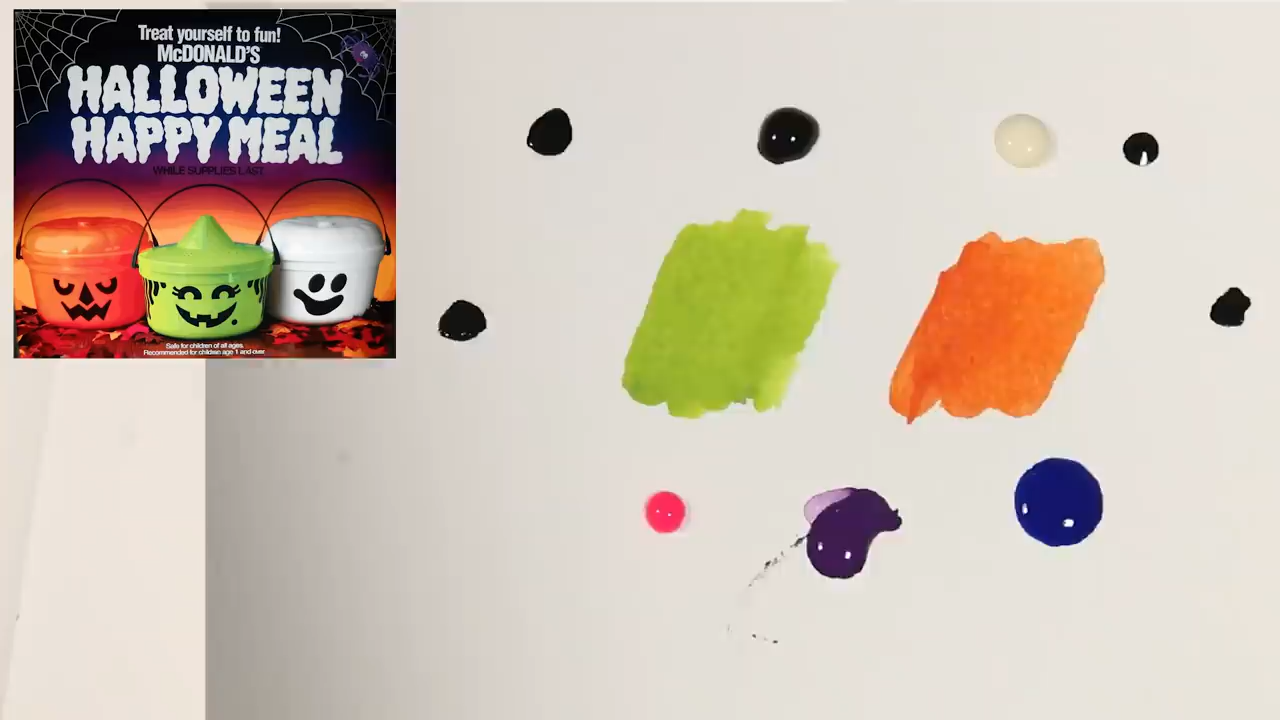 Treat yourself to fun!
McDONALD'S
HALLOWEEN
HAPPY MEAL
WHILE SUPPLIES LAST
Safe for children of all ages.
Recommended for children age 1 and over